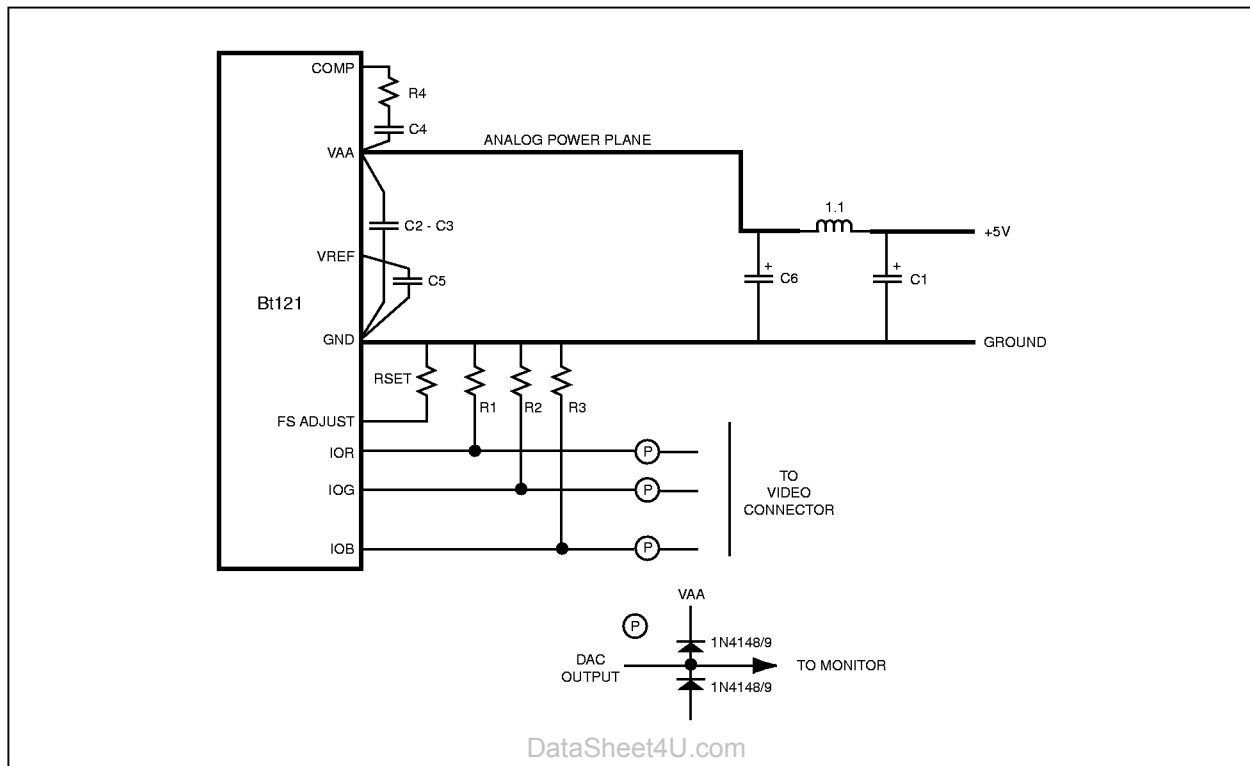 COMP
R4
C4
ANALOG POWER PLANE
VAA
1.1
C2 - C3
+5V
VREF
+
+
C5
C6
C1
Bt121
GND
GROUND
RSET
R1
R2
R3
FS ADJUST
IOR
P
TO
VIDEO
CONNECTOR
IOG
P
IOB
P
VAA
P
1N4148/9
DAC
OUTPUT
TO MONITOR
1N4148/9
DataSheet4U.com